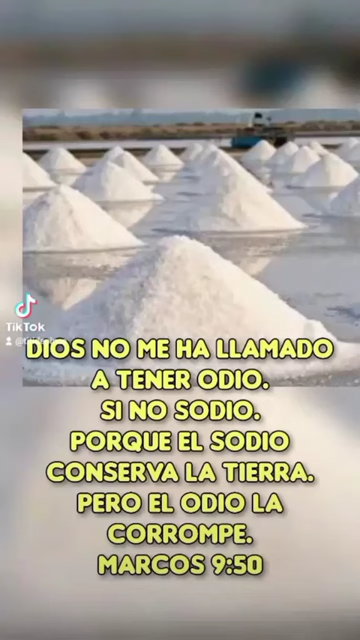 TikTok
DIOS NO ME HA LLAMADO
A TENER ODIO.
SI NO SODIO.
PORQUE EL SODIO
CONSERVA LA TIERRA.
PERO EL ODIO LA
CORROMPE.
MARCOS 9:50